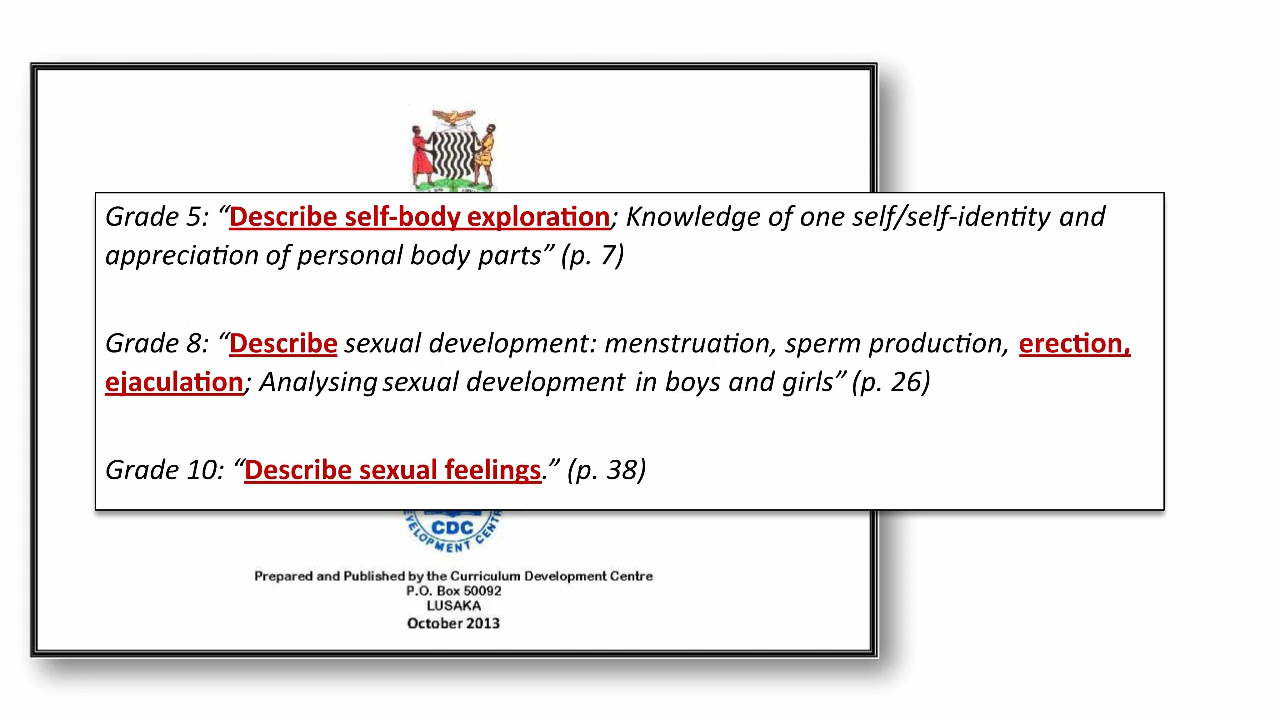 Grade 5: “Describe self-body exploration; Knowledge of one self/self-identity and
appreciation of personal body parts” (p. 7)
Grade 8: “Describe sexual development: menstruation, sperm production, erection,
ejaculation; Analysing sexual development in boys and girls” (p. 26)
Grade 10: “Describe sexual feelings.” (p. 38)
CDC
Prepared and Published by the Curriculum Development Centre
P.O. Box 50092
LUSAKA
October 2013